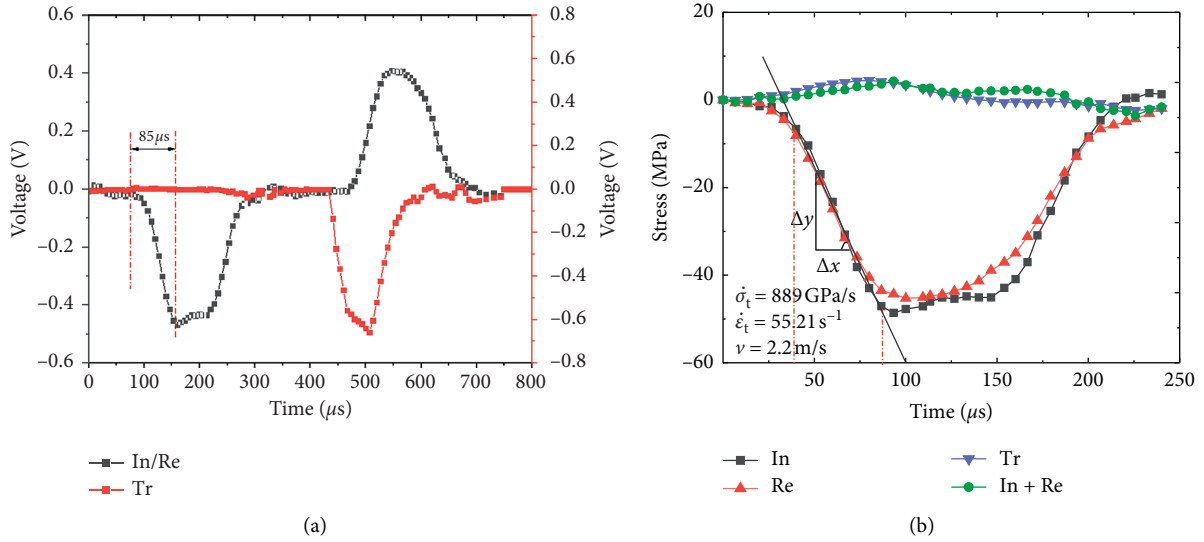 0.6
0.4
0.2
0.0
−0.2
−0.4
−0.6
Voltage (V)
85 μs
0.8
0.6
0.4
0.2
0.0
−0.2
−0.4
−0.6
−0.8
Voltage (V)
0 100 200 300 400 500 600 700 800
Time (μs)
In/Re
Tr
(a)
20
0
−20
−40
−60
Stress (MPa)
Δy
Δx
σ̇t = 889 GPa/s
ε̇t = 55.21 s−1
v = 2.2 m/s
50 100 150 200 250
Time (μs)
In Tr
Re In + Re
(b)